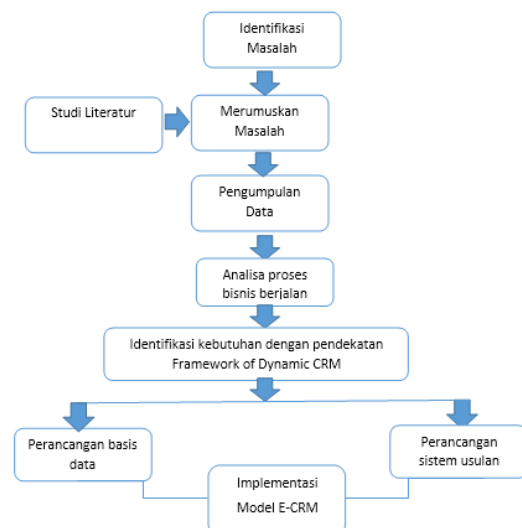 Identifikasi
Masalah
Studi Literatur
Merumuskan
Masalah
Pengumpulan
Data
Analisa proses
bisnis berjalan
Identifikasi kebutuhan dengan pendekatan
Framework of Dynamic CRM
Perancangan basis
data
Perancangan
sistem usulan
Implementasi
Model E-CRM